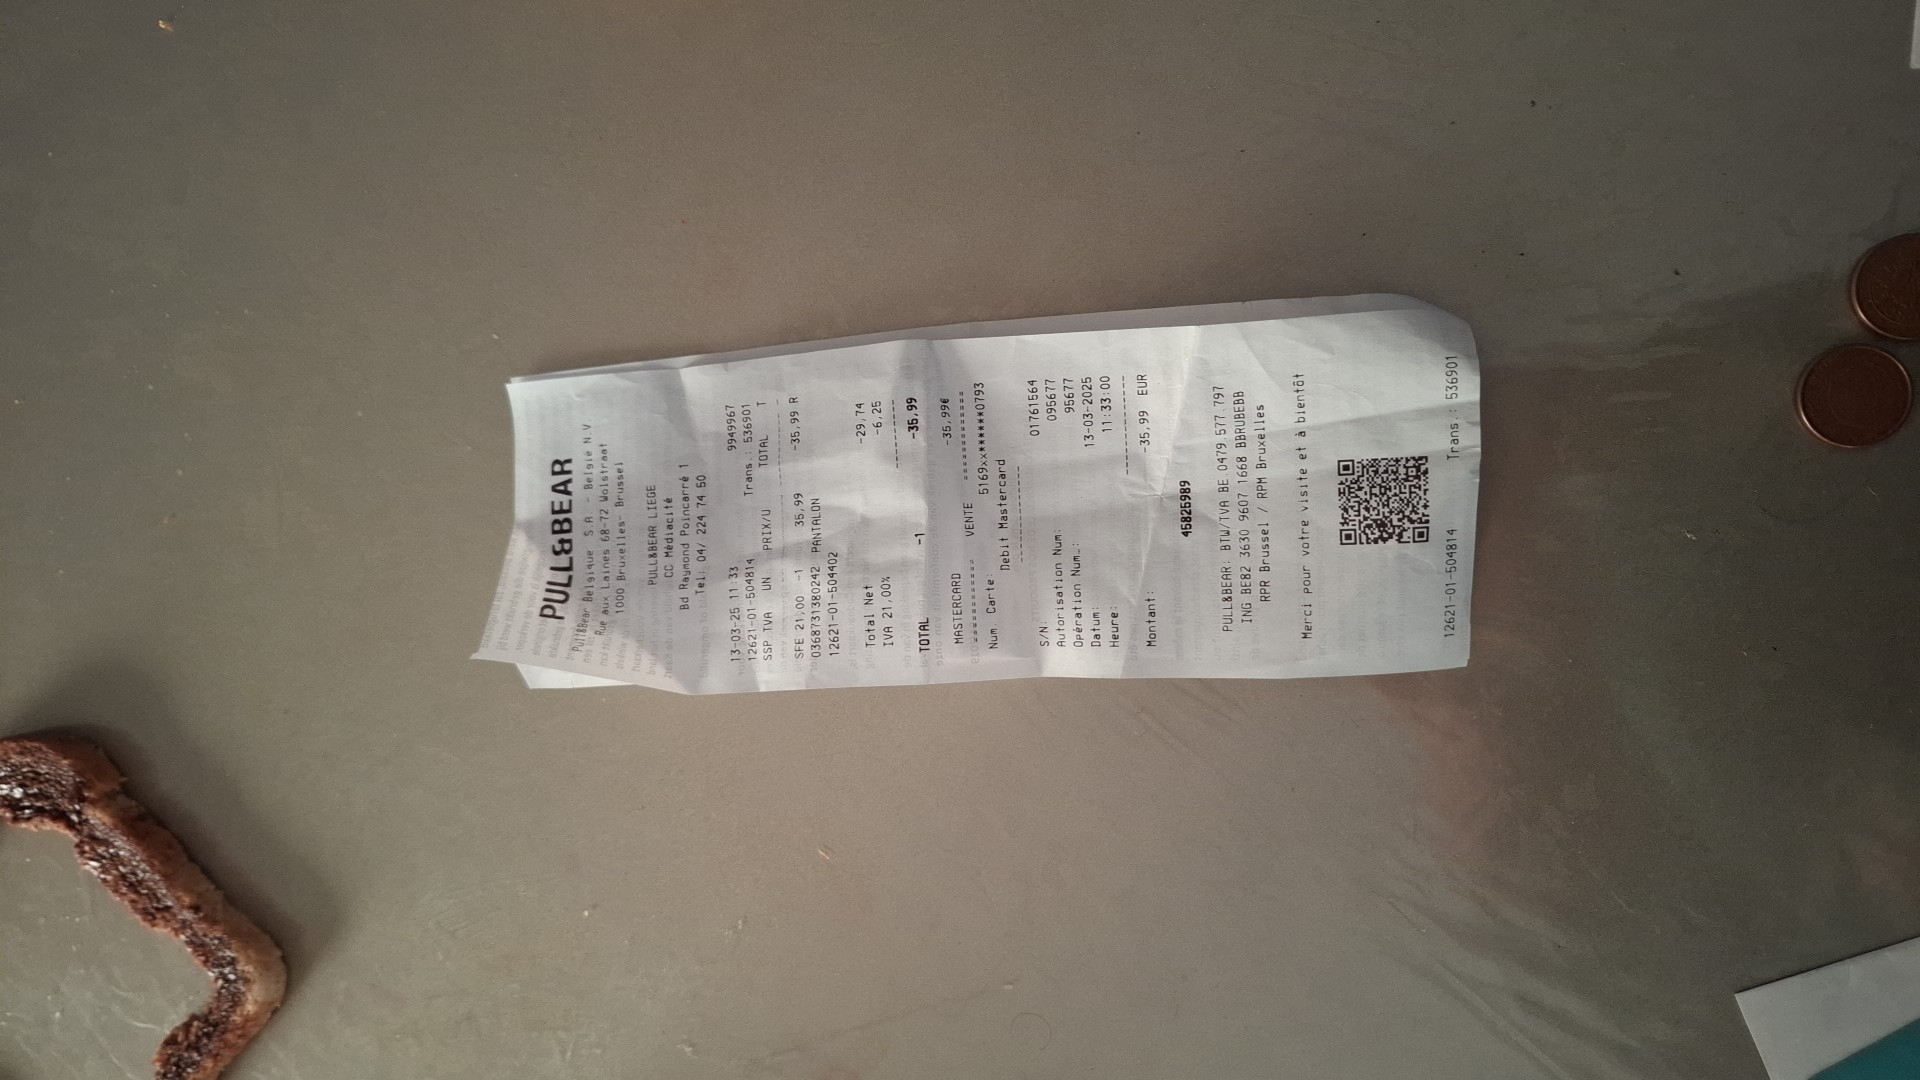 PULL&BEAR
Pull&Bear Belgique S.A. - België N.V.
Rue aux Laines 68-72 Wolstraat
1000 Bruxelles- Brussel
PULL&BEAR LIEGE
CC Médiacité
Bd Raymond Poincarré 1
Tel: 04/ 224 74 50
13-03-25 11:33 9949967
12621-01-504814 Trans.: 536901
SSP TVA UN PRIX/U TOTAL T
SFE 21,00 -1 35,99 -35,99 R
0368731380242 PANTALON
12621-01-504402
Total Net -29,74
IVA 21,00% -6,25
TOTAL -1 -35,99
MASTERCARD -35,99€
=========== VENTE ===========
Num. Carte: 5169xx******0793
Debit Mastercard
S/N: 01761564
Autorisation Num: 095677
Opération Num.: 95677
Datum: 13-03-2025
Heure: 11:33:00
Montant: -35,99 EUR
45825989
PULL&BEAR: BTW/TVA BE 0479.577.797
ING BE82 3630 9607 1668 BBRUBEBB
RPR Brussel / RPM Bruxelles
Merci pour votre visite et à bientôt
12621-01-504814 Trans.: 536901